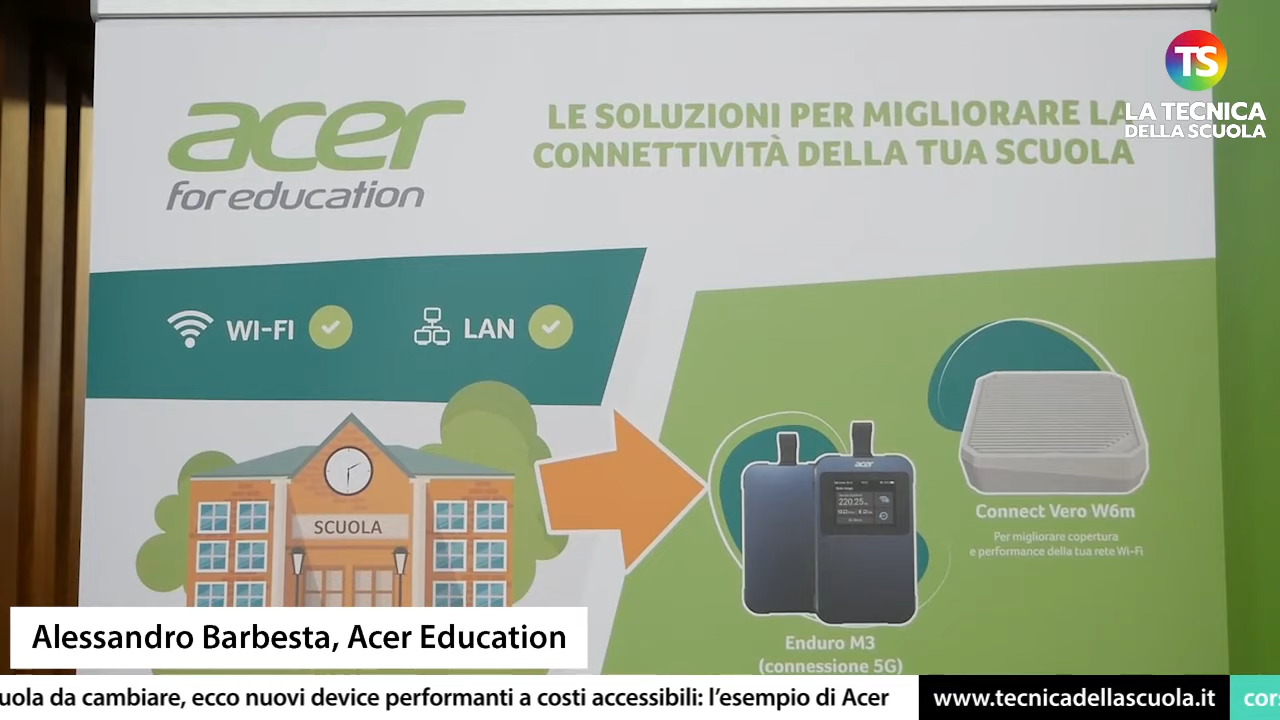 acer
for education
LE SOLUZIONI PER MIGLIORARE LA
CONNETTIVITÀ DELLA TUA SCUOLA
TS
LA TECNICA
DELLA SCUOLA
WI-FI
LAN
SCUOLA
acer
220.25
Connect Vero W6m
Per migliorare copertura
e performance della tua rete Wi-Fi
Enduro M3
(connessione 5G)
Alessandro Barbesta, Acer Education
uola da cambiare, ecco nuovi device performanti a costi accessibili: l'esempio di Acer
www.tecnicadellascuola.it
cors